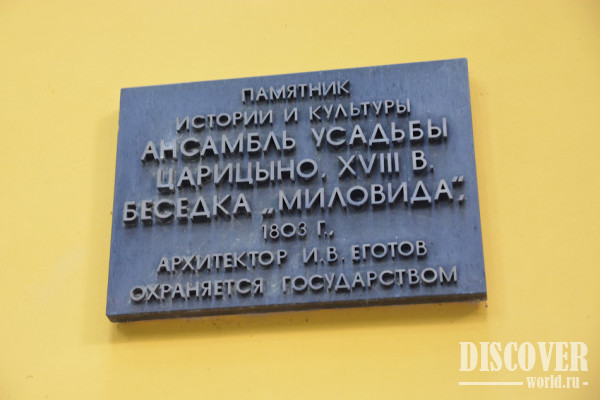 ПАМЯТНИК
ИСТОРИИ И КУЛЬТУРЫ
АНСАМБЛЬ УСАДЬБЫ
ЦАРИЦЫНО, XVIII В.
БЕСЕДКА „МИЛОВИДА",
1803 Г.,
АРХИТЕКТОР И.В. ЕГОТОВ
ОХРАНЯЕТСЯ ГОСУДАРСТВОМ
DISCOVER
world.ru